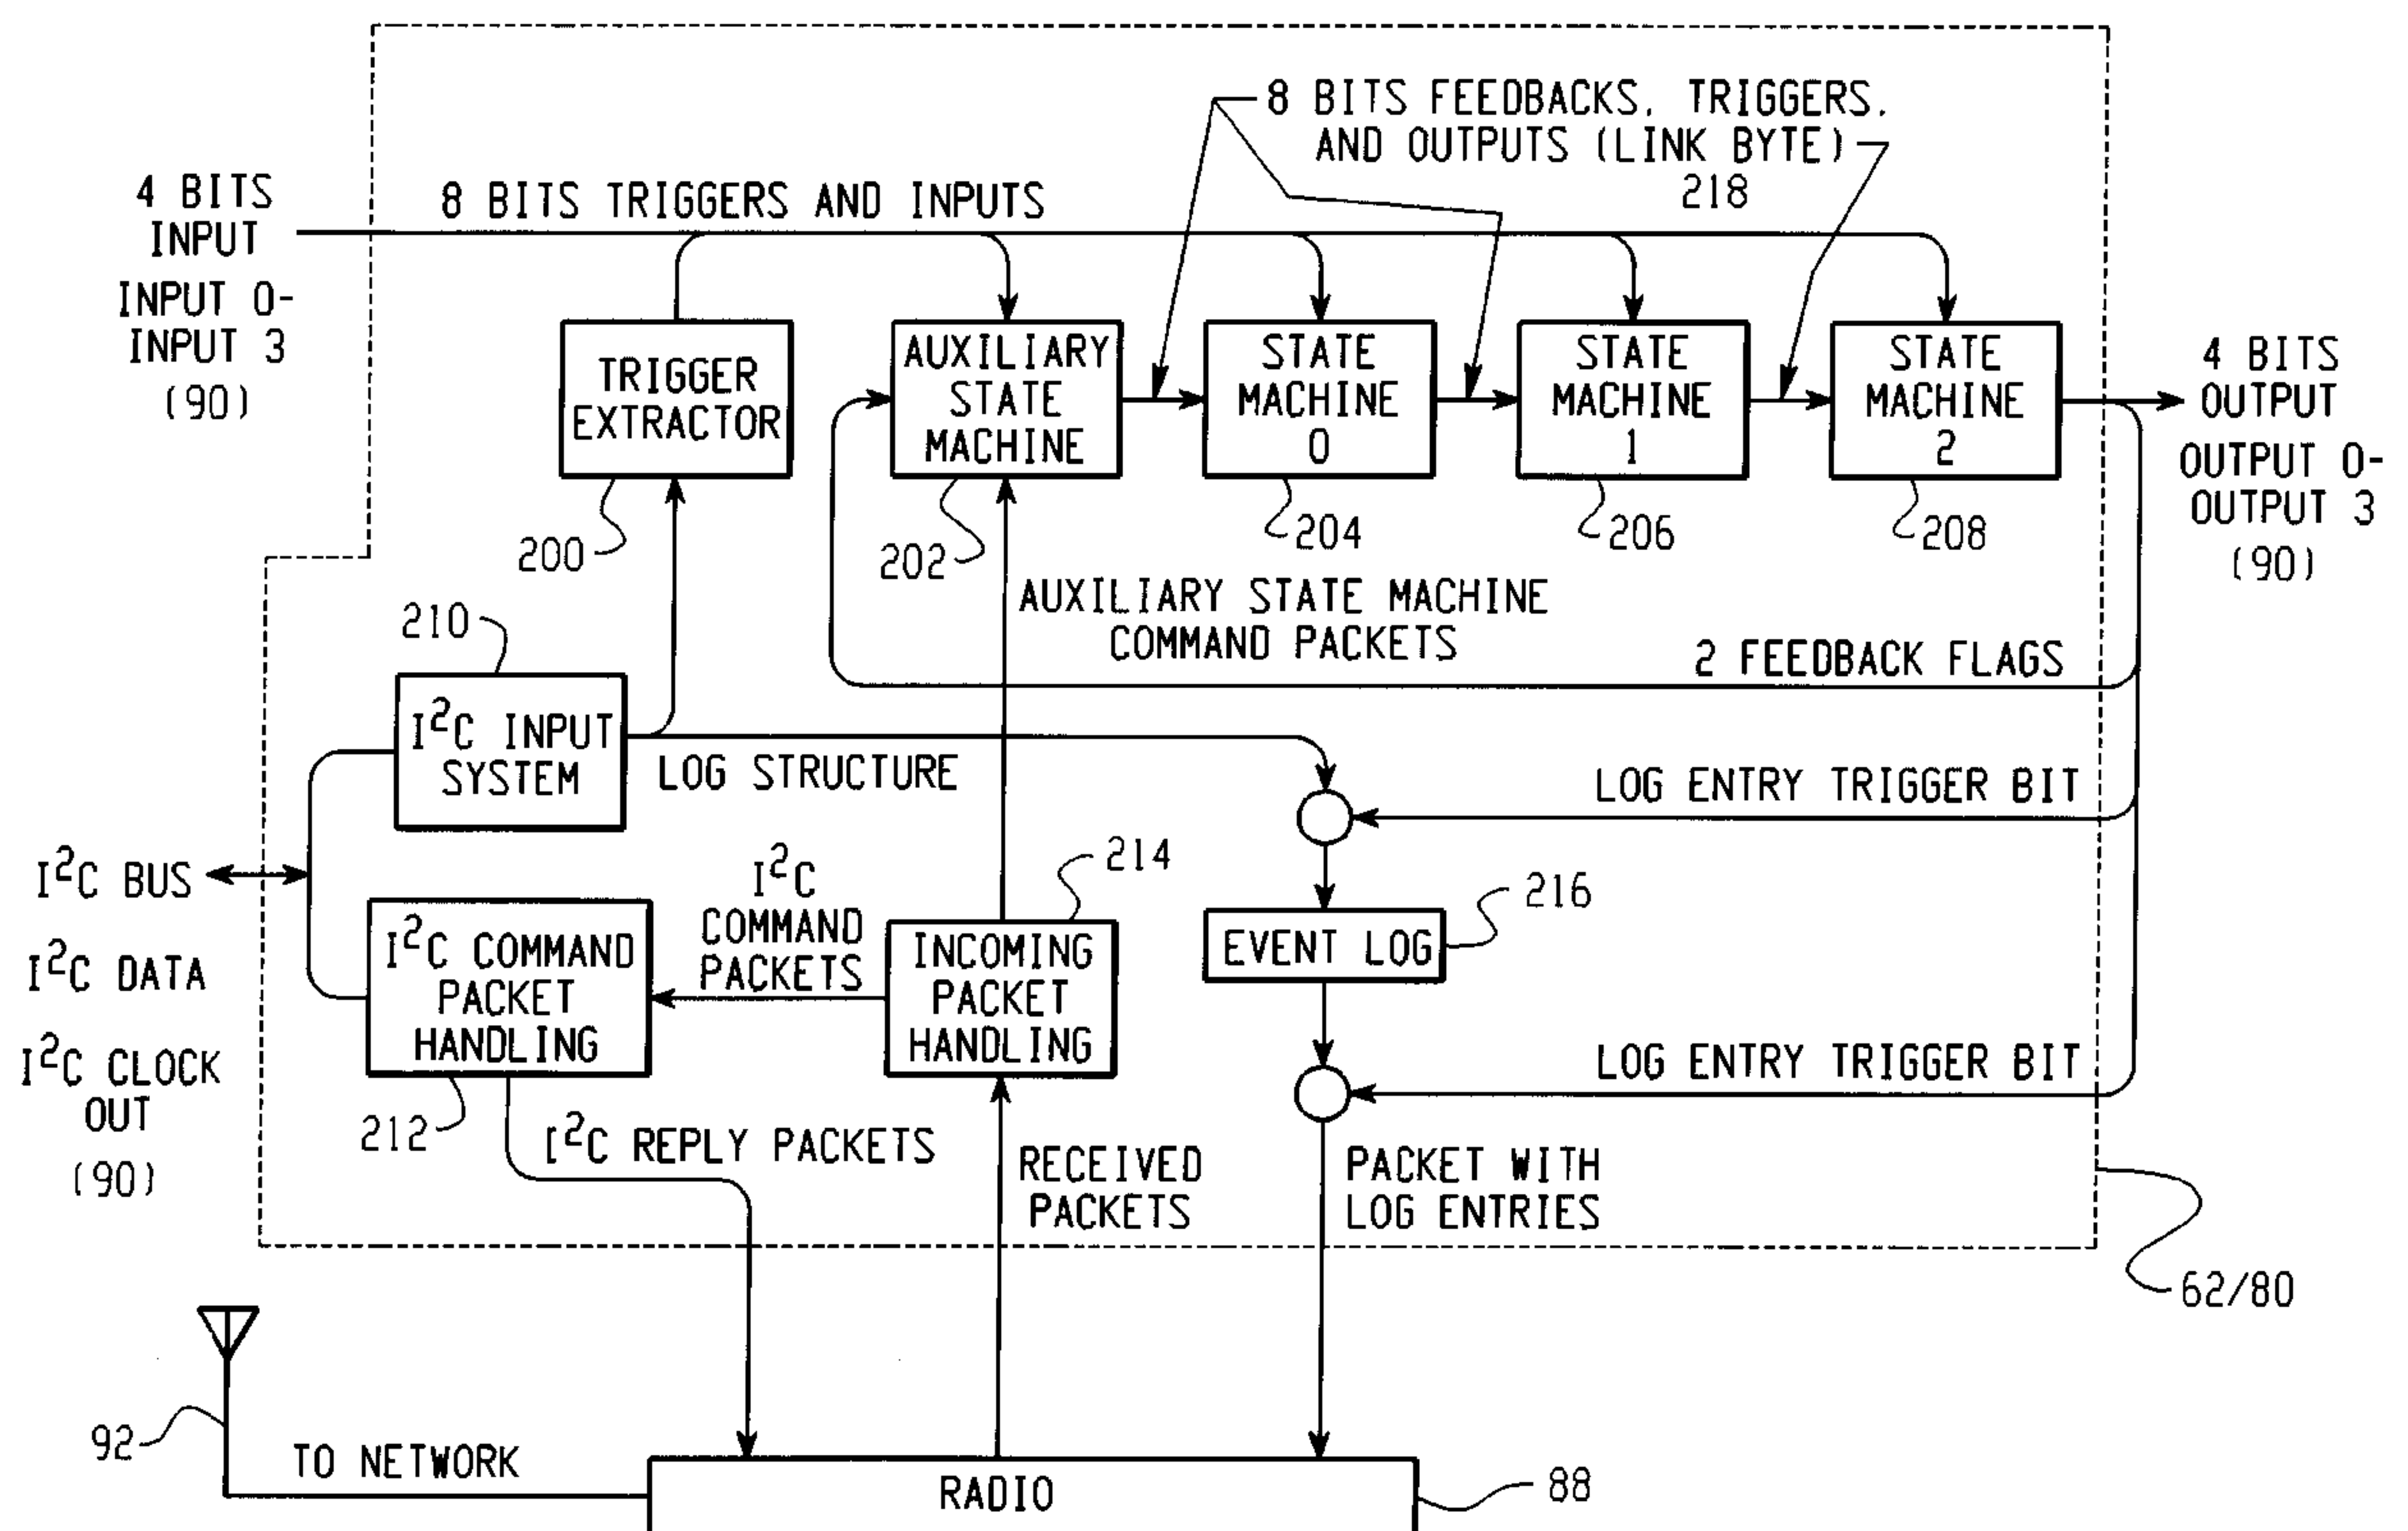 8 BITS FEEDBACKS, TRIGGERS,
AND OUTPUTS (LINK BYTE)
218
4 BITS
INPUT
INPUT 0-
INPUT 3
(90)
8 BITS TRIGGERS AND INPUTS
TRIGGER
EXTRACTOR
200
AUXILIARY
STATE
MACHINE
202
STATE
MACHINE
0
204
STATE
MACHINE
1
206
STATE
MACHINE
2
208
4 BITS
OUTPUT
OUTPUT 0-
OUTPUT 3
(90)
AUXILIARY STATE MACHINE
COMMAND PACKETS
2 FEEDBACK FLAGS
210
I²C INPUT
SYSTEM
LOG STRUCTURE
LOG ENTRY TRIGGER BIT
I²C BUS
I²C DATA
I²C CLOCK
OUT
(90)
I²C COMMAND
PACKET
HANDLING
212
I²C
COMMAND
PACKETS
214
INCOMING
PACKET
HANDLING
216
EVENT LOG
LOG ENTRY TRIGGER BIT
I²C REPLY PACKETS
RECEIVED
PACKETS
PACKET WITH
LOG ENTRIES
62/80
92
TO NETWORK
RADIO
88